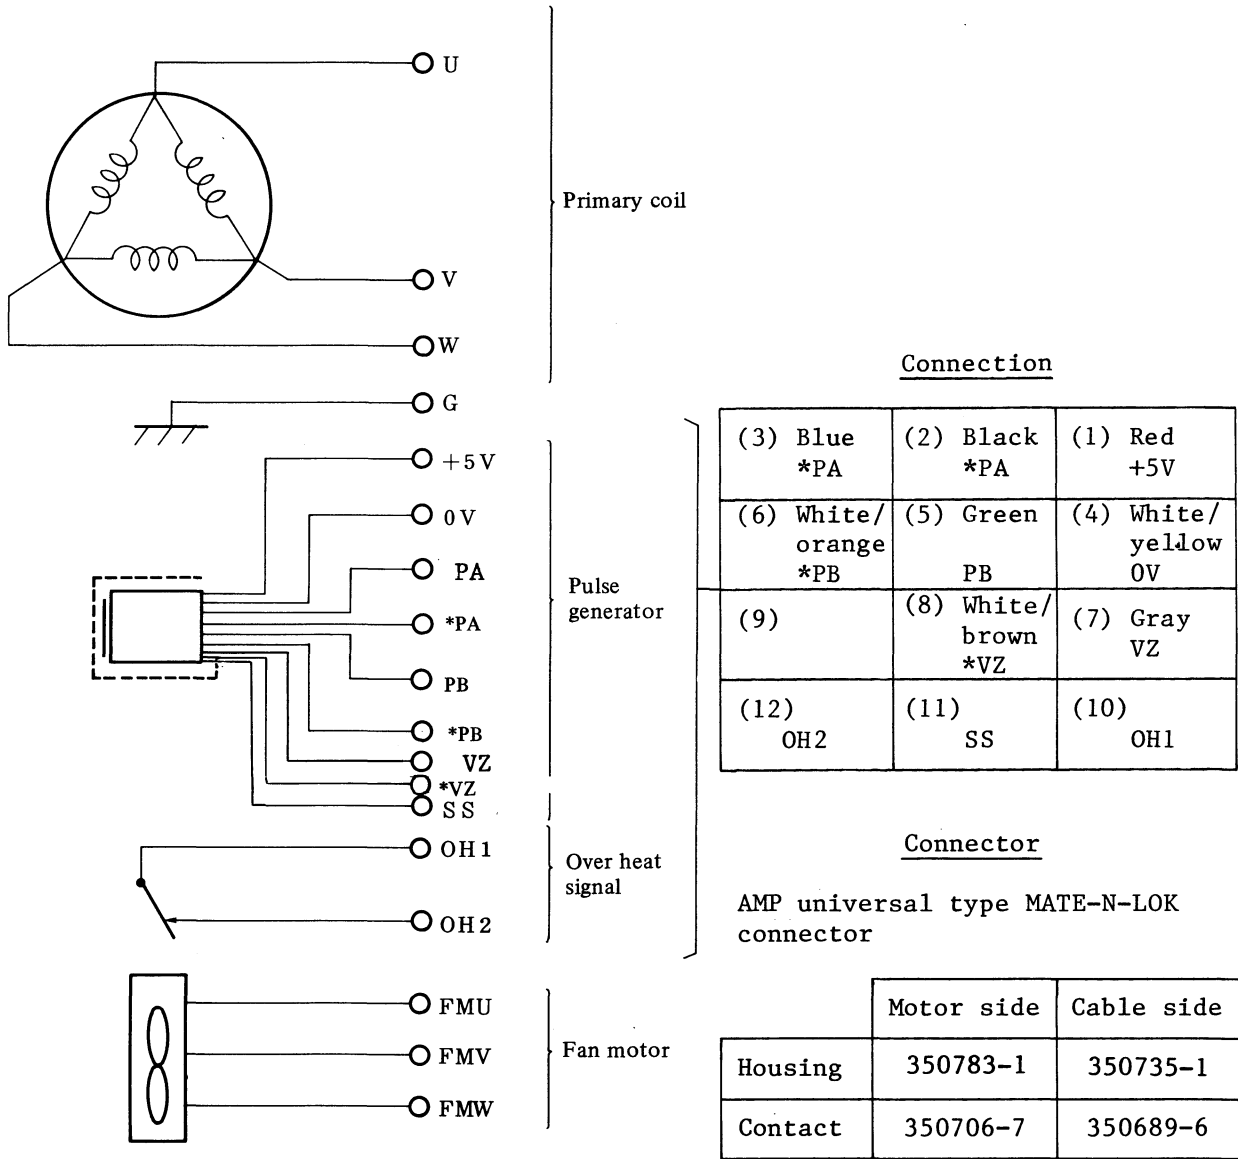 U
Primary coil
V
W
G
+5V
0V
PA
*PA
PB
*PB
VZ
*VZ
SS
Pulse
generator
OH1
OH2
Over heat
signal
FMU
FMV
FMW
Fan motor
Connection
(3) Blue
*PA
(2) Black
*PA
(1) Red
+5V
(6) White/
orange
*PB
(5) Green
PB
(4) White/
yellow
0V
(9)
(8) White/
brown
*VZ
(7) Gray
VZ
(12)
OH2
(11)
SS
(10)
OH1
Connector
AMP universal type MATE-N-LOK
connector
Motor side Cable side
Housing 350783-1 350735-1
Contact 350706-7 350689-6